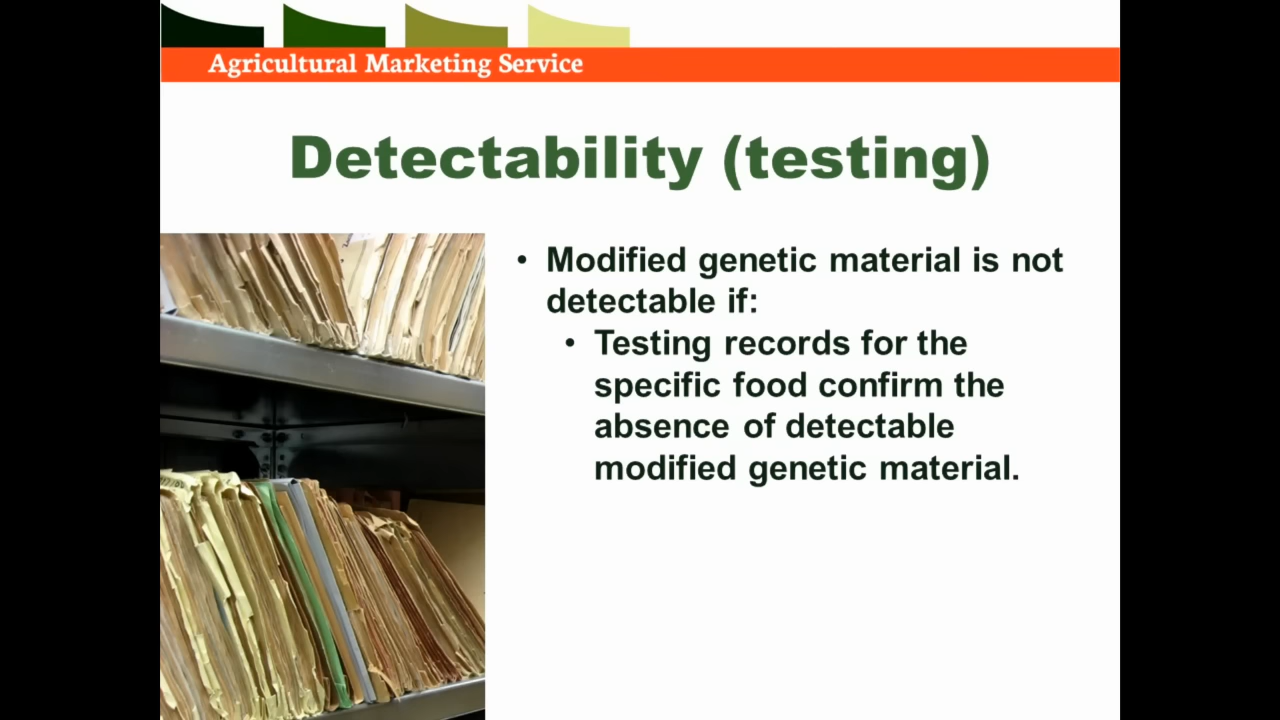 Agricultural Marketing Service
Detectability (testing)
• Modified genetic material is not
detectable if:
• Testing records for the
specific food confirm the
absence of detectable
modified genetic material.